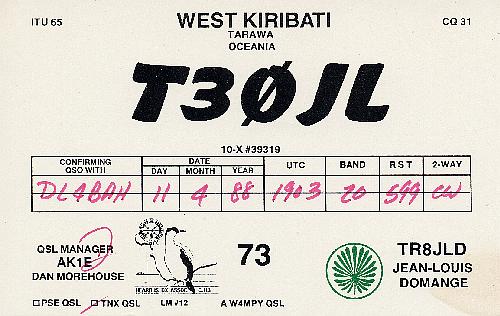 ITU 65
WEST KIRIBATI
CQ 31
TARAWA
OCEANIA
T3ØJL
10-X #39319
CONFIRMING QSO WITH DATE DAY MONTH YEAR UTC BAND RST 2-WAY
DL4BAH 11 4 88 1903 20 599 CW
QSL MANAGER
AK1E
DAN MOREHOUSE
73
TR8JLD
JEAN-LOUIS
DOMANGE
□ PSE QSL □ TNX QSL LM #12 A W4MPY QSL